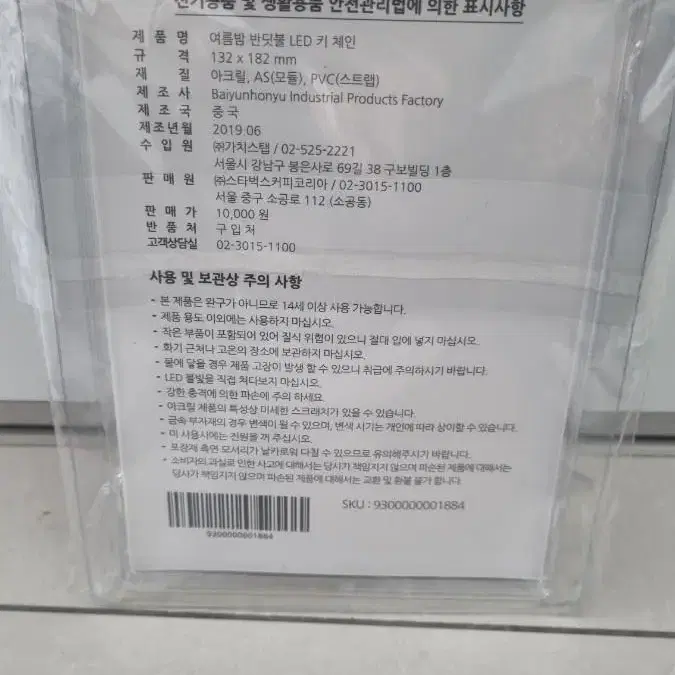 전기용품 및 생활용품 안전관리법에 의한 표시사항
제 품 명 여름밤 반딧불 LED 키 체인
규 격 132 x 182 mm
재 질 아크릴, AS(모듈), PVC(스트랩)
제 조 사 Baiyunhonyu Industrial Products Factory
제 조 국 중 국
제조년월 2019 06
수 입 원 ㈜가치스탭 / 02-525-2221
서울시 강남구 봉은사로 69길 38 구보빌딩 1층
판 매 원 ㈜스타벅스커피코리아 / 02-3015-1100
서울 중구 소공로 112 (소공동)
판 매 가 10,000 원
반 품 처 구 입 처
고객상담실 02-3015-1100
사용 및 보관상 주의 사항
- 본 제품은 완구가 아니므로 14세 이상 사용 가능합니다.
- 제품 용도 이외에는 사용하지 마십시오.
- 작은 부품이 포함되어 있어 질식 위험이 있으니 절대 입에 넣지 마십시오.
- 화기 근처나 고온의 장소에 보관하지 마십시오.
- 물에 닿을 경우 제품 고장이 발생 할 수 있으니 취급에 주의하시기 바랍니다.
- LED 불빛을 직접 쳐다보지 마십시오.
- 강한 충격에 의한 파손에 주의 하세요.
- 아크릴 제품의 특성상 미세한 스크래치가 있을 수 있습니다.
- 금속 부자재의 경우 변색이 될 수 있으며, 변색 시기는 개인에 따라 상이할 수 있습니다.
- 미 사용시에는 전원을 꺼 주십시오.
- 포장재 측면 모서리가 날카로워 다칠 수 있으므로 유의해주시기 바랍니다.
- 소비자의 과실로 인한 사고에 대해서는 당사가 책임지지 않으며 파손된 제품에 대해서는
당사가 책임지지 않으며 파손된 제품에 대해서는 교환 및 환불 불가 합니다.
SKU : 9300000001884
9300000001884